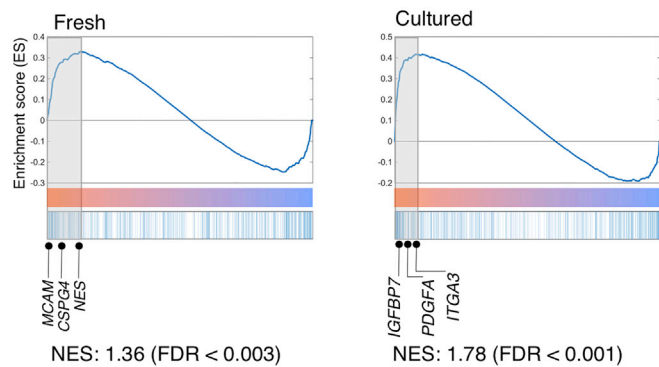 Fresh
Cultured
Enrichment score (ES)
0.5
0.4
0.3
0.2
0.1
0
-0.1
-0.2
-0.3
0.5
0.4
0.3
0.2
0.1
0
-0.1
-0.2
MCAM
CSPG4
NES
IGFBP7
PDGFA
ITGA3
NES: 1.36 (FDR < 0.003)
NES: 1.78 (FDR < 0.001)